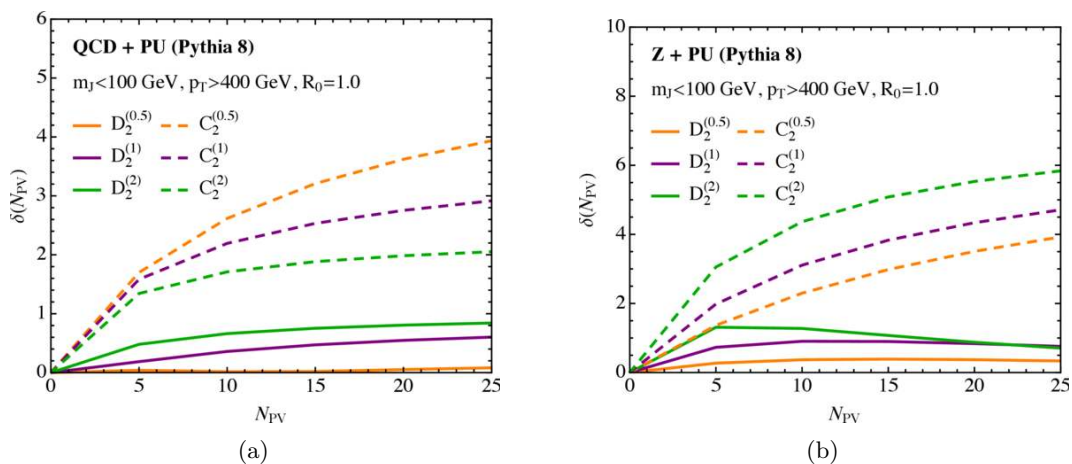 QCD + PU (Pythia 8)
m_J<100 GeV, p_T>400 GeV, R_0=1.0
D_2^(0.5) C_2^(0.5)
D_2^(1) C_2^(1)
D_2^(2) C_2^(2)
δ(N_PV)
6
5
4
3
2
1
0
0 5 10 15 20 25
N_PV
(a)
Z + PU (Pythia 8)
m_J<100 GeV, p_T>400 GeV, R_0=1.0
D_2^(0.5) C_2^(0.5)
D_2^(1) C_2^(1)
D_2^(2) C_2^(2)
δ(N_PV)
10
8
6
4
2
0
0 5 10 15 20 25
N_PV
(b)